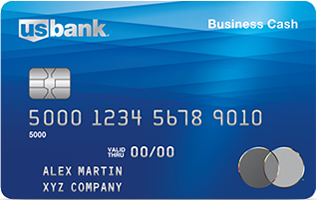 usbank
Business Cash
5000 1234 5678 9010
5000
VALID
THRU 00/00
ALEX MARTIN
XYZ COMPANY